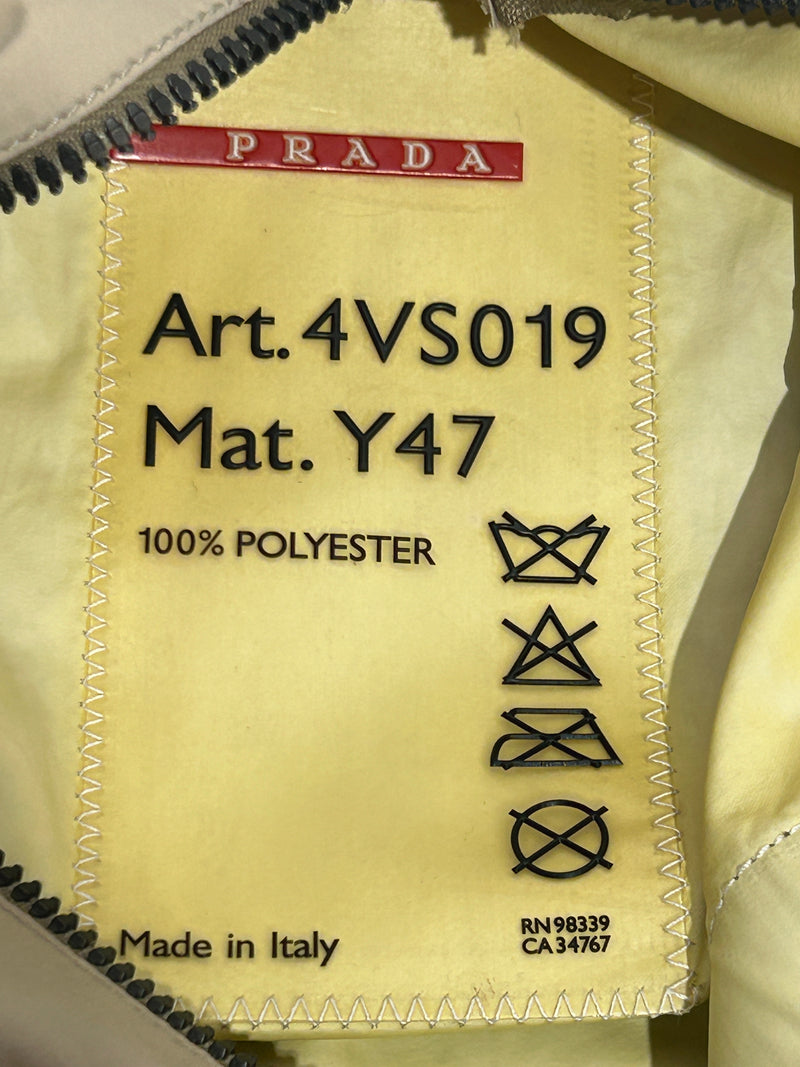 PRADA
Art. 4VS019
Mat. Y47
100% POLYESTER
Made in Italy
RN 98339
CA 34767